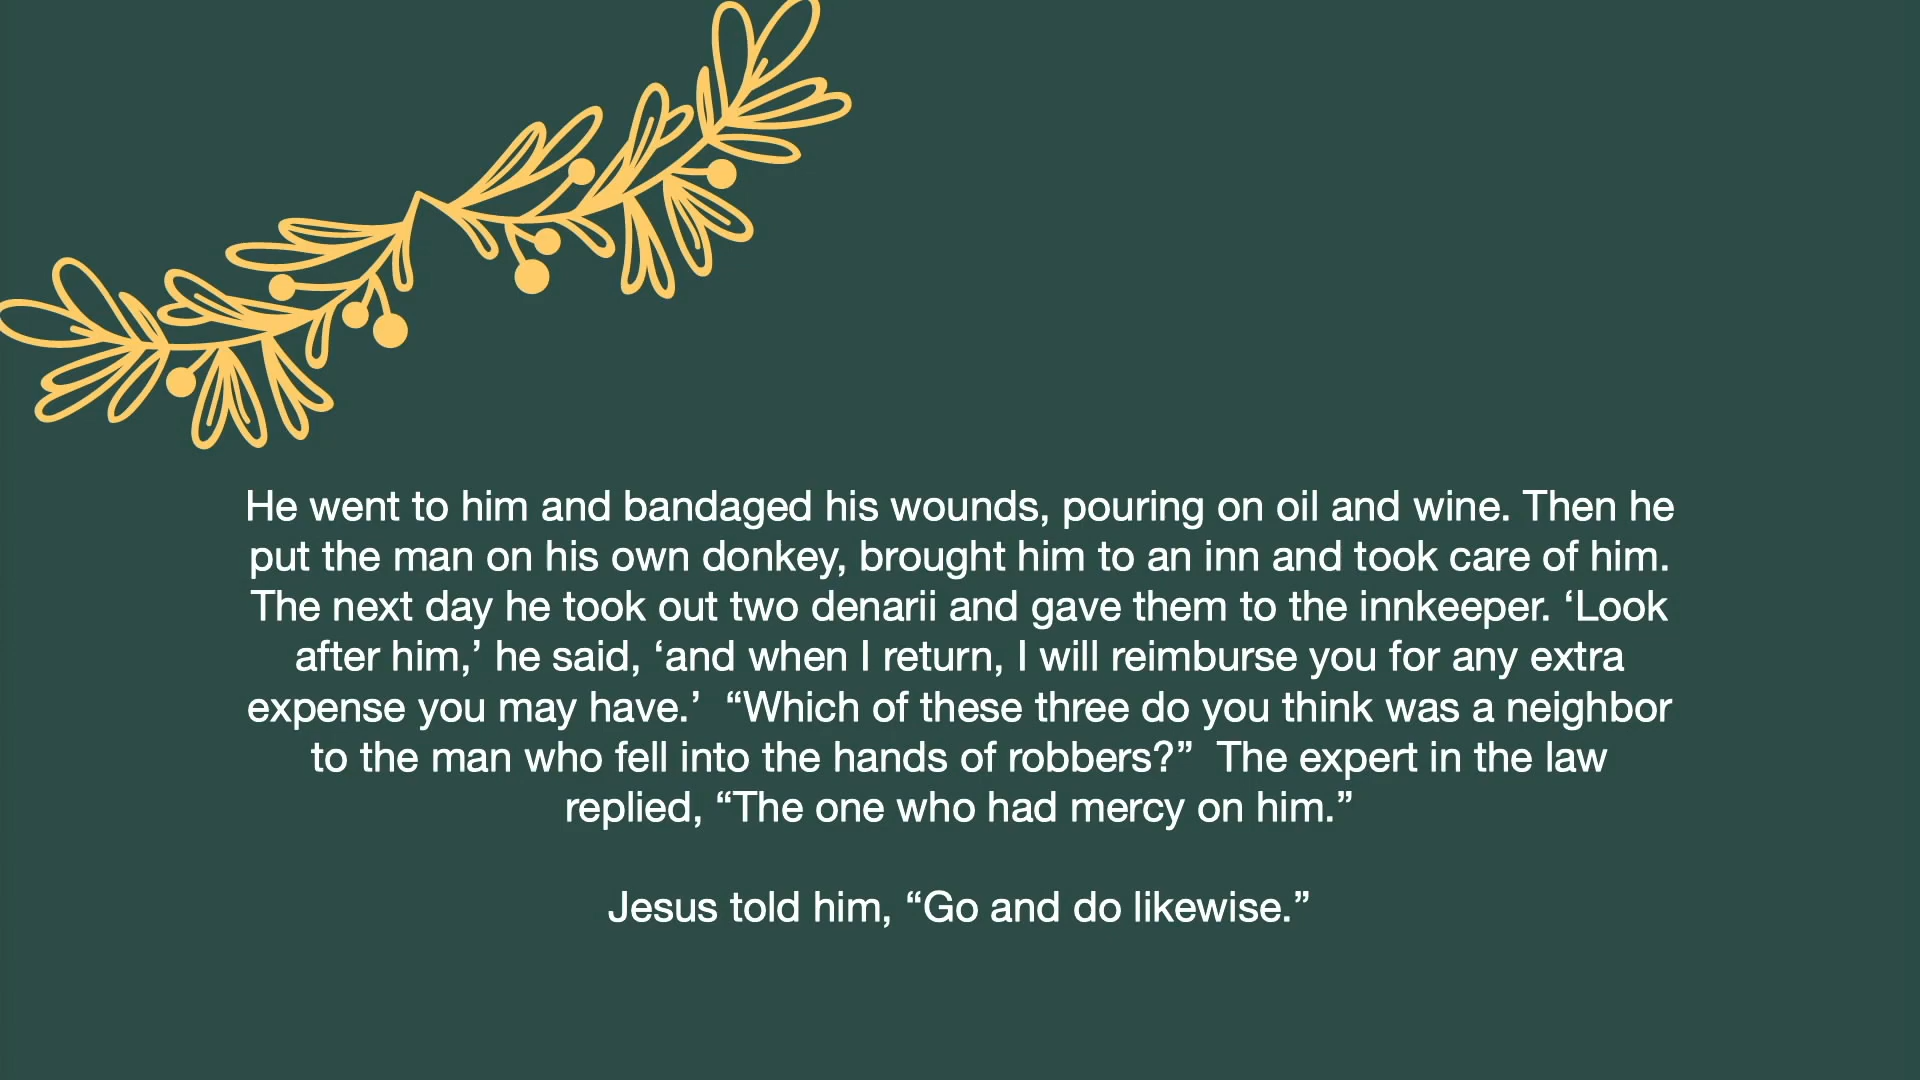 He went to him and bandaged his wounds, pouring on oil and wine. Then he
put the man on his own donkey, brought him to an inn and took care of him.
The next day he took out two denarii and gave them to the innkeeper. ‘Look
after him,’ he said, ‘and when I return, I will reimburse you for any extra
expense you may have.’  “Which of these three do you think was a neighbor
to the man who fell into the hands of robbers?”  The expert in the law
replied, “The one who had mercy on him.”
Jesus told him, “Go and do likewise.”